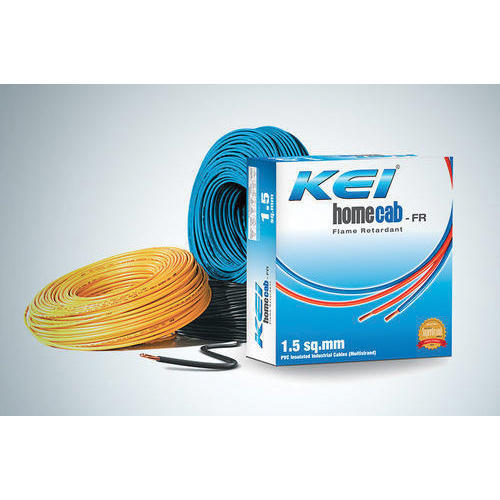 KEI®
homecab-FR
Flame Retardant
1.5 sq.mm
PVC Insulated Industrial Cables (Multistrand)
1.5
sq.mm
KEI
homecab-FR